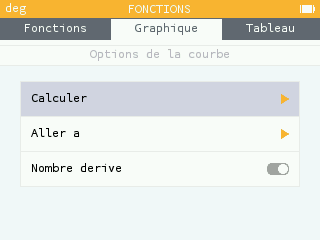 deg FONCTIONS
Fonctions Graphique Tableau
Options de la courbe
Calculer
Aller a
Nombre derive